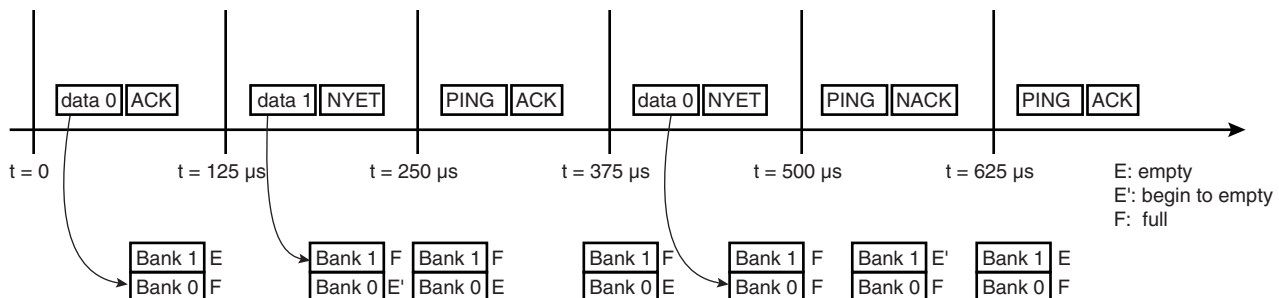 data 0 ACK data 1 NYET PING ACK data 0 NYET PING NACK PING ACK
t = 0 t = 125 µs t = 250 µs t = 375 µs t = 500 µs t = 625 µs
E: empty
E': begin to empty
F: full
Bank 1 E Bank 1 F Bank 1 F Bank 1 F Bank 1 F Bank 1 E' Bank 1 E
Bank 0 F Bank 0 E' Bank 0 E Bank 0 E Bank 0 F Bank 0 F Bank 0 F